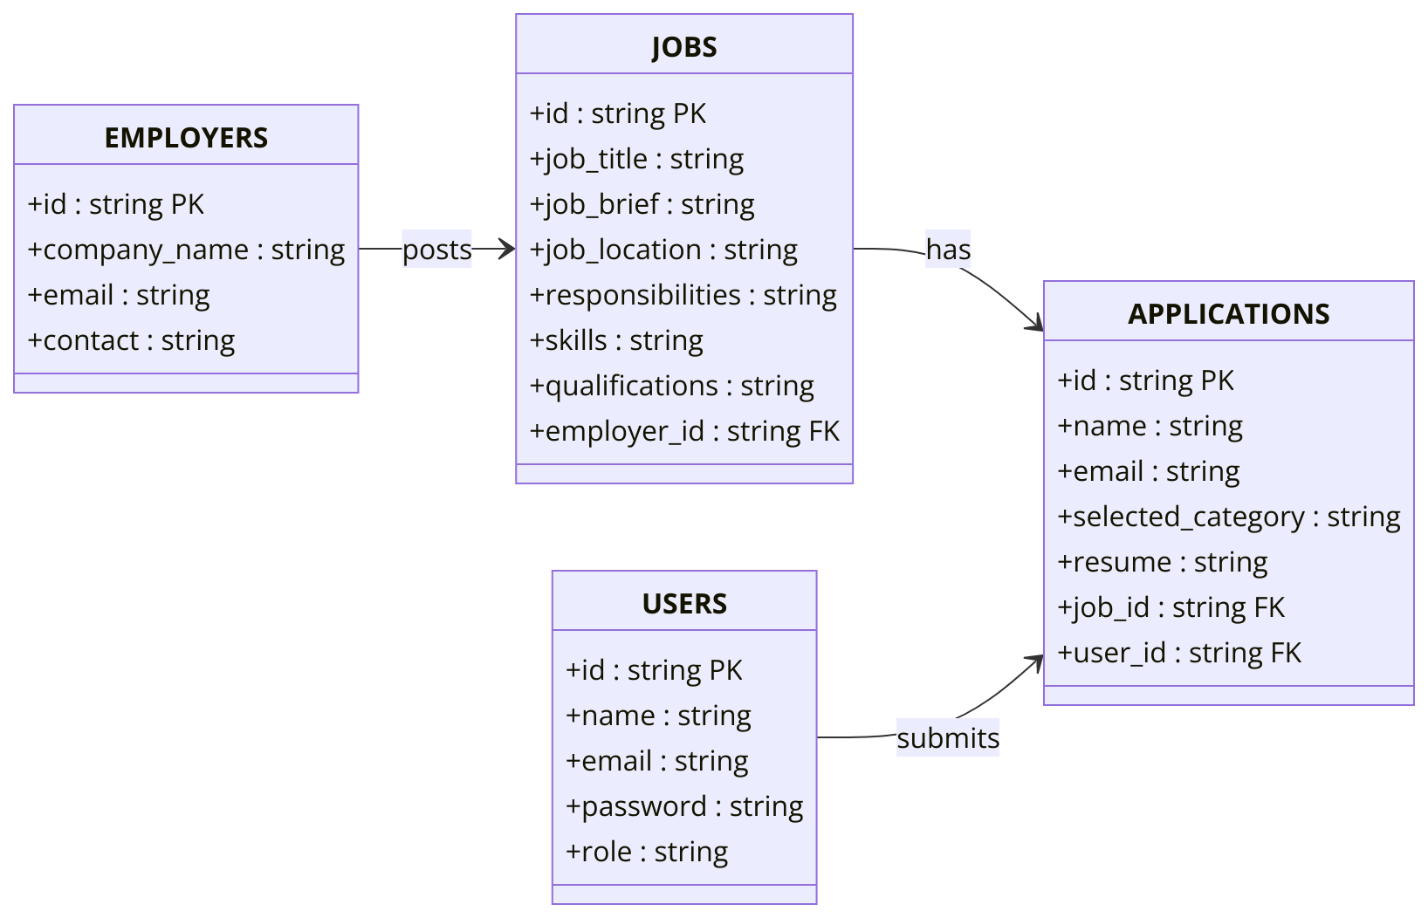 EMPLOYERS
+id : string PK
+company_name : string
+email : string
+contact : string
posts
JOBS
+id : string PK
+job_title : string
+job_brief : string
+job_location : string
+responsibilities : string
+skills : string
+qualifications : string
+employer_id : string FK
has
USERS
+id : string PK
+name : string
+email : string
+password : string
+role : string
submits
APPLICATIONS
+id : string PK
+name : string
+email : string
+selected_category : string
+resume : string
+job_id : string FK
+user_id : string FK